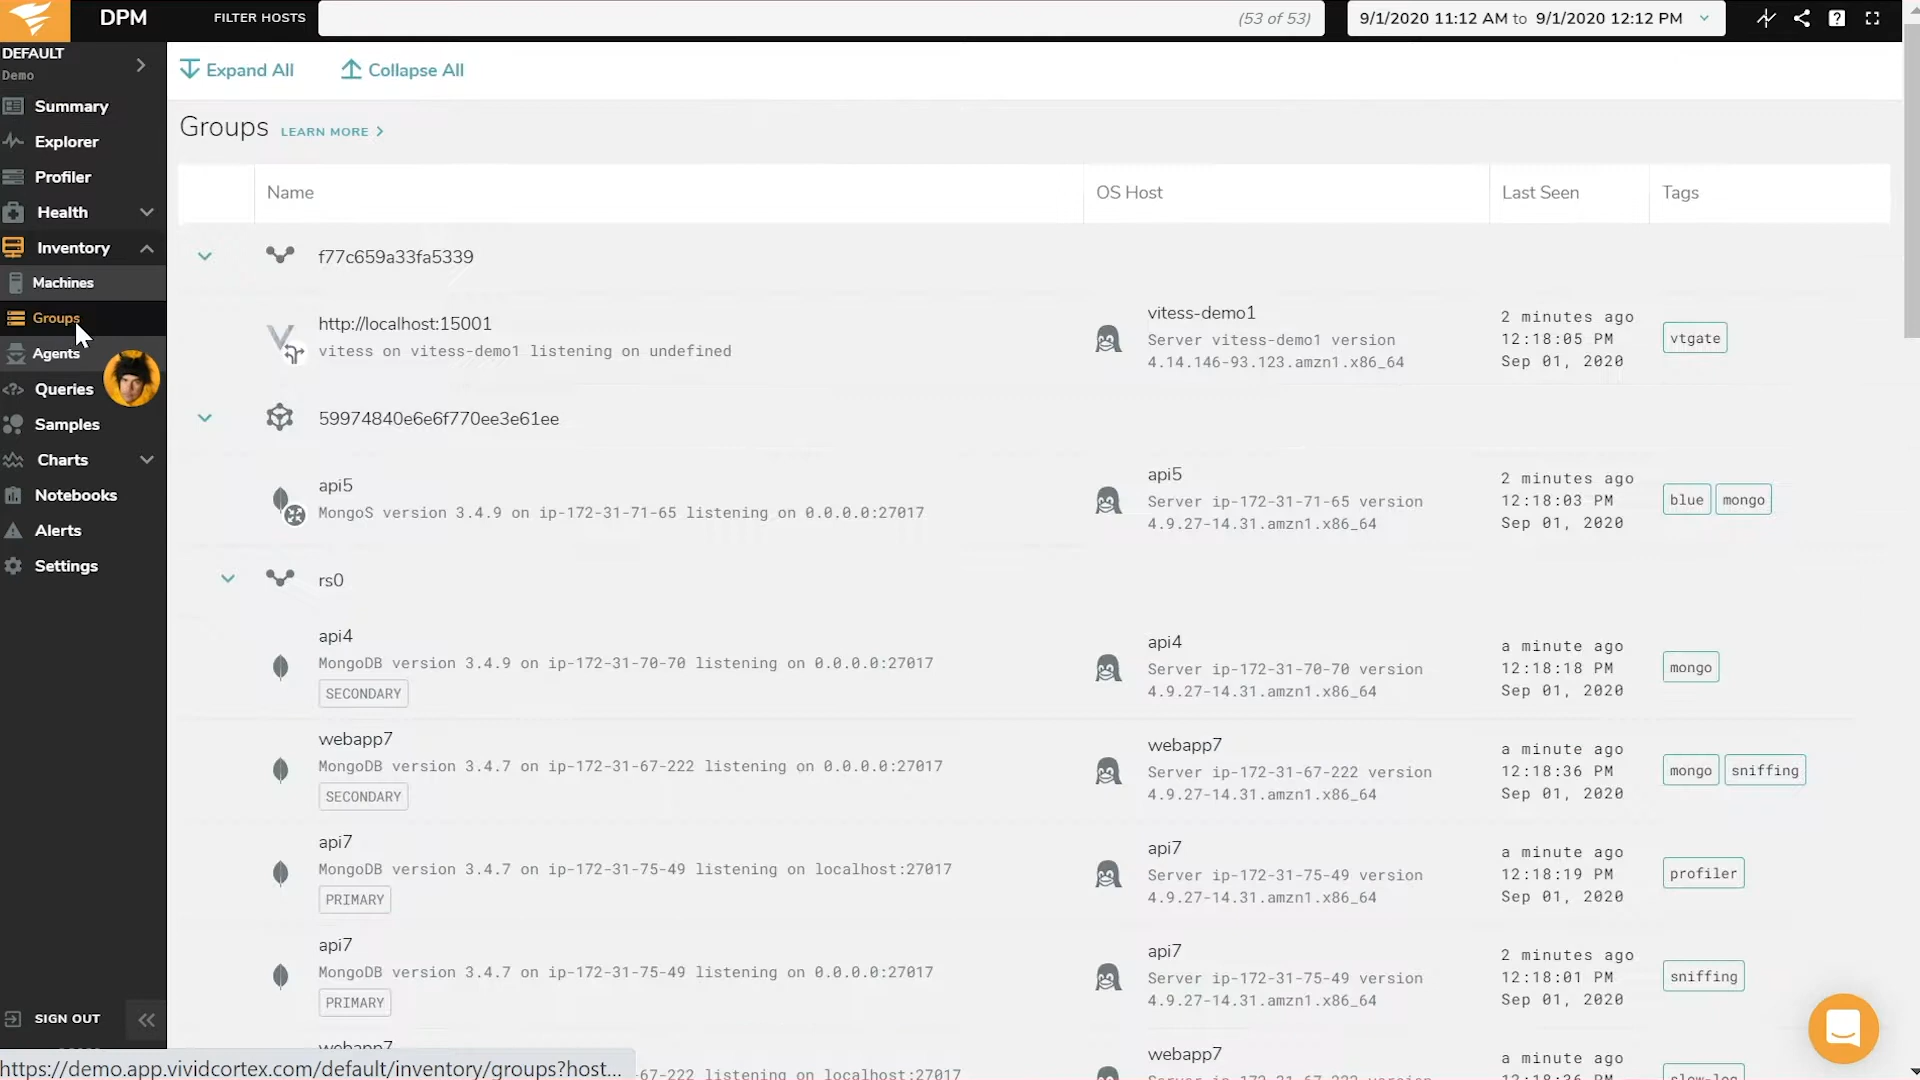 DPM
FILTER HOSTS
(53 of 53)
9/1/2020 11:12 AM to 9/1/2020 12:12 PM
DEFAULT
Demo
Summary
Explorer
Profiler
Health
Inventory
Machines
Groups
Agents
Queries
Samples
Charts
Notebooks
Alerts
Settings
SIGN OUT
Expand All
Collapse All
Groups LEARN MORE
Name OS Host Last Seen Tags
f77c659a33fa5339
http://localhost:15001
vitess on vitess-demo1 listening on undefined
vitess-demo1
Server vitess-demo1 version
4.14.146-93.123.amzn1.x86_64
2 minutes ago
12:18:05 PM
Sep 01, 2020
vtgate
59974840e6e6f770ee3e61ee
api5
MongoS version 3.4.9 on ip-172-31-71-65 listening on 0.0.0.0:27017
api5
Server ip-172-31-71-65 version
4.9.27-14.31.amzn1.x86_64
2 minutes ago
12:18:03 PM
Sep 01, 2020
blue mongo
rs0
api4
MongoDB version 3.4.9 on ip-172-31-70-70 listening on 0.0.0.0:27017
SECONDARY
api4
Server ip-172-31-70-70 version
4.9.27-14.31.amzn1.x86_64
a minute ago
12:18:18 PM
Sep 01, 2020
mongo
webapp7
MongoDB version 3.4.7 on ip-172-31-67-222 listening on 0.0.0.0:27017
SECONDARY
webapp7
Server ip-172-31-67-222 version
4.9.27-14.31.amzn1.x86_64
a minute ago
12:18:36 PM
Sep 01, 2020
mongo sniffing
api7
MongoDB version 3.4.7 on ip-172-31-75-49 listening on localhost:27017
PRIMARY
api7
Server ip-172-31-75-49 version
4.9.27-14.31.amzn1.x86_64
a minute ago
12:18:19 PM
Sep 01, 2020
profiler
api7
MongoDB version 3.4.7 on ip-172-31-75-49 listening on 0.0.0.0:27017
PRIMARY
api7
Server ip-172-31-75-49 version
4.9.27-14.31.amzn1.x86_64
2 minutes ago
12:18:01 PM
Sep 01, 2020
sniffing
webapp7
67-222 listening on localhost:27017
webapp7
Server ip-172-31-67-222 version
a minute ago
12:18:36 PM
slow-log
https://demo.app.vividcortex.com/default/inventory/groups?host...